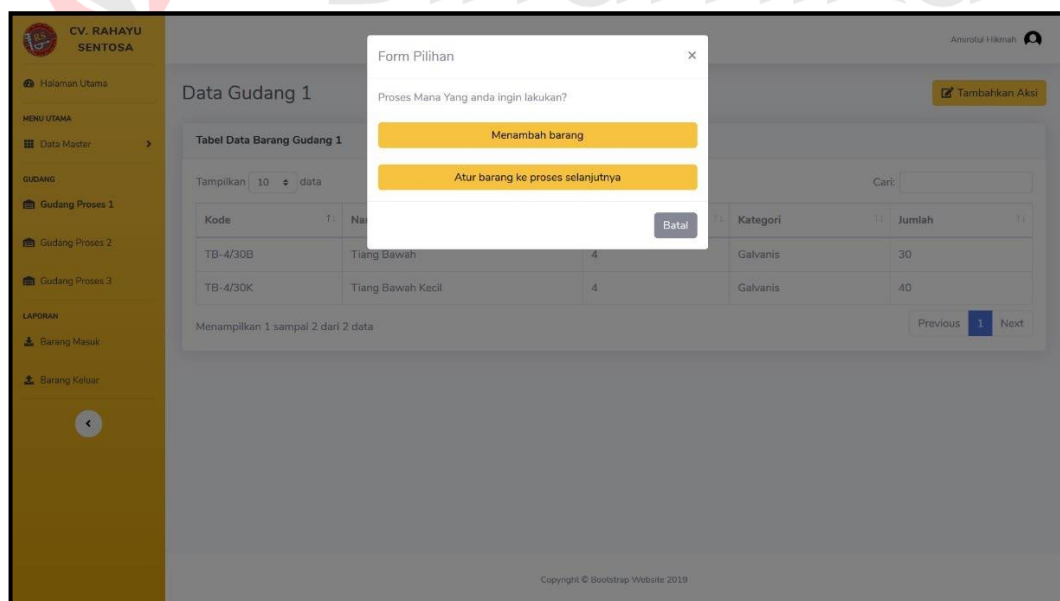 CV. RAHAYU
SENTOSA
Amirotul Hikmah
Halaman Utama
MENU UTAMA
Data Master
GUDANG
Gudang Proses 1
Gudang Proses 2
Gudang Proses 3
LAPORAN
Barang Masuk
Barang Keluar
Data Gudang 1
Tambahkan Aksi
Tabel Data Barang Gudang 1
Tampilkan 10 data
Cari:
Kode Na Kategori Jumlah
TB-4/30B Tiang Bawah 4 Galvanis 30
TB-4/30K Tiang Bawah Kecil 4 Galvanis 40
Menampilkan 1 sampai 2 dari 2 data
Previous 1 Next
Form Pilihan ×
Proses Mana Yang anda ingin lakukan?
Menambah barang
Atur barang ke proses selanjutnya
Batal
Copyright © Bootstrap Website 2019